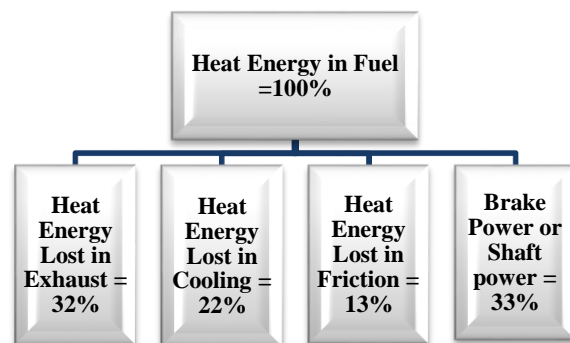 Heat Energy in Fuel
=100%
Heat
Energy
Lost in
Exhaust =
32%
Heat
Energy
Lost in
Cooling =
22%
Heat
Energy
Lost in
Friction =
13%
Brake
Power or
Shaft
power =
33%